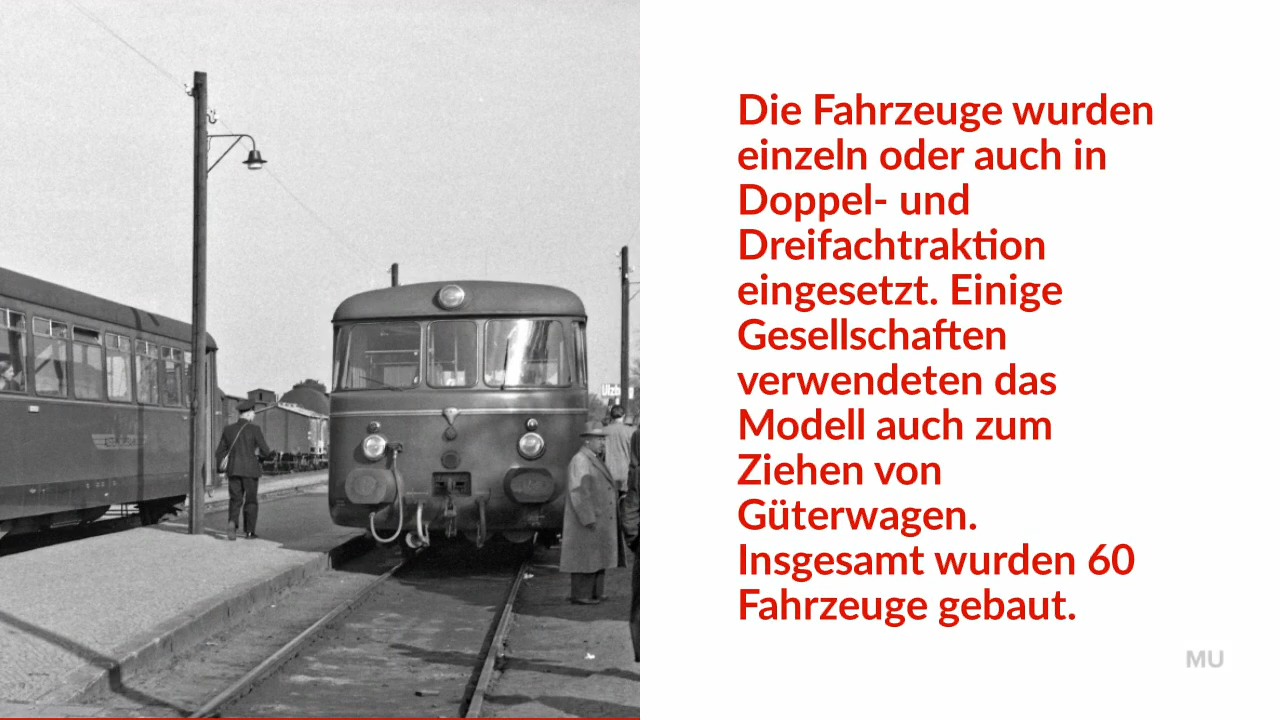 Die Fahrzeuge wurden
einzeln oder auch in
Doppel- und
Dreifachtraktion
eingesetzt. Einige
Gesellschaften
verwendeten das
Modell auch zum
Ziehen von
Güterwagen.
Insgesamt wurden 60
Fahrzeuge gebaut.
MU